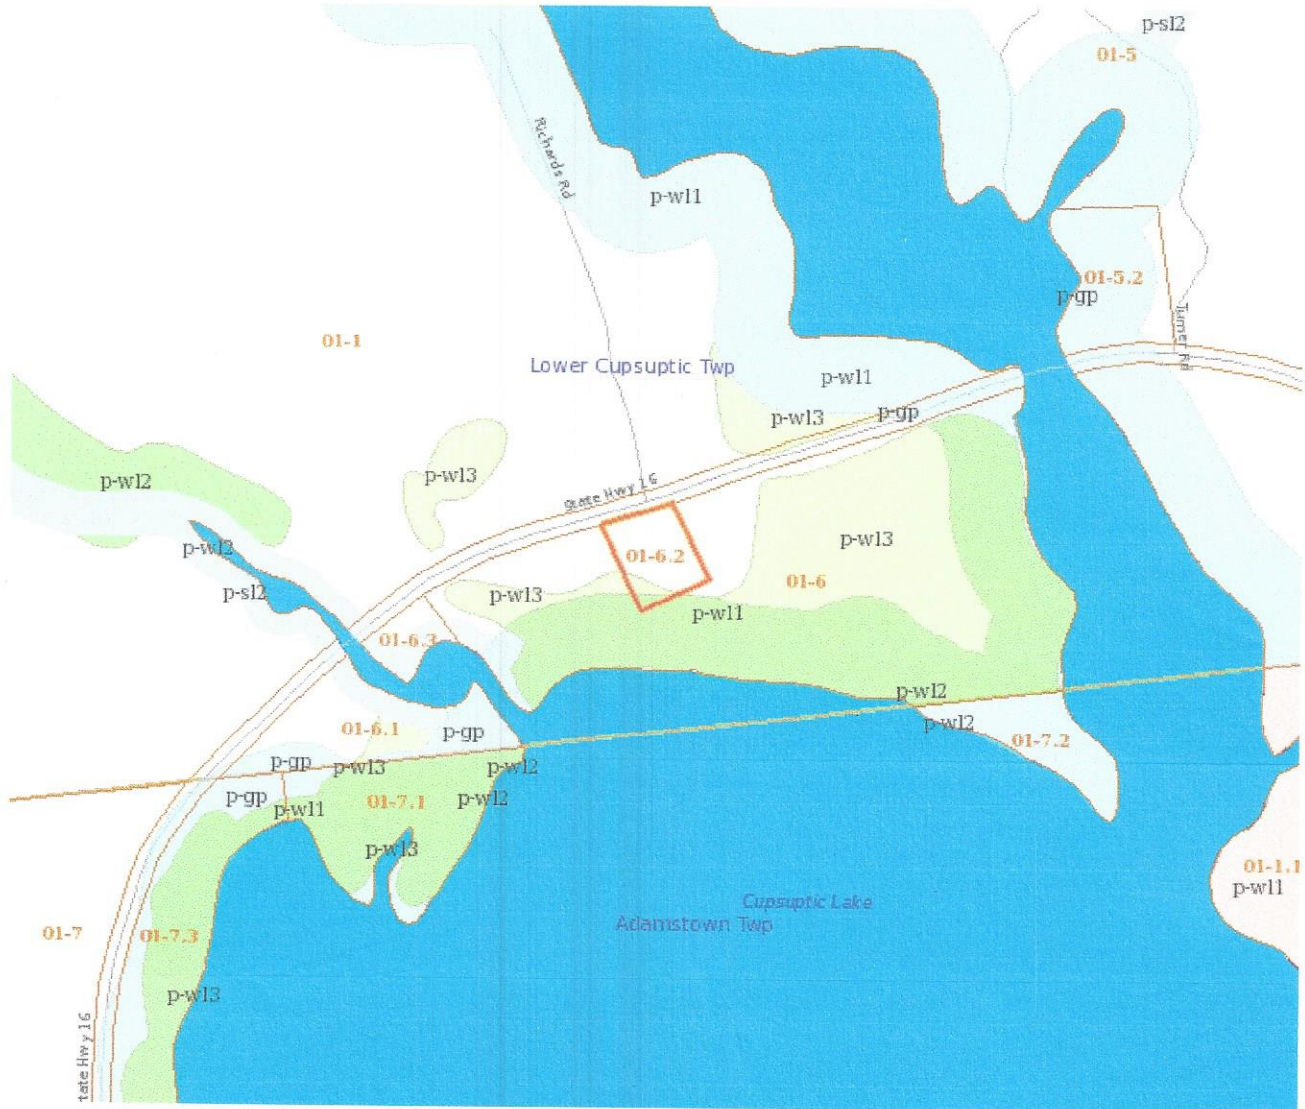 p-sl2
01-5
Richards Rd
p-wl1
01-5.2
p-gp
Turner Rd
01-1
Lower Cupsuptic Twp
p-wl1
p-wl3
p-gp
p-wl3
p-wl2
State Hwy 16
p-wl3
p-wl2
01-6.2
p-sl2
01-6
p-wl3
p-wl1
01-6.3
p-wl2
p-wl2
01-6.1
p-gp
01-7.2
p-gp
p-wl3
p-wl2
p-gp
p-wl1
01-7.1
p-wl2
p-wl3
01-1.1
p-wl1
Cupsuptic Lake
Adamstown Twp
01-7
01-7.3
p-wl3
tate Hwy 16